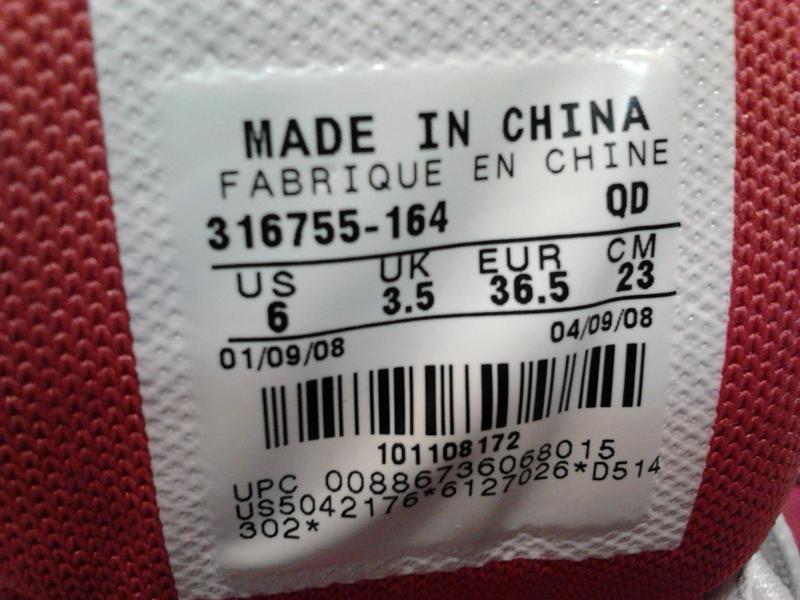 MADE IN CHINA
FABRIQUE EN CHINE
316755-164 QD
US UK EUR CM
6 3.5 36.5 23
01/09/08 04/09/08
101108172
UPC 00886736068015
US5042176*6127026*D514
302*